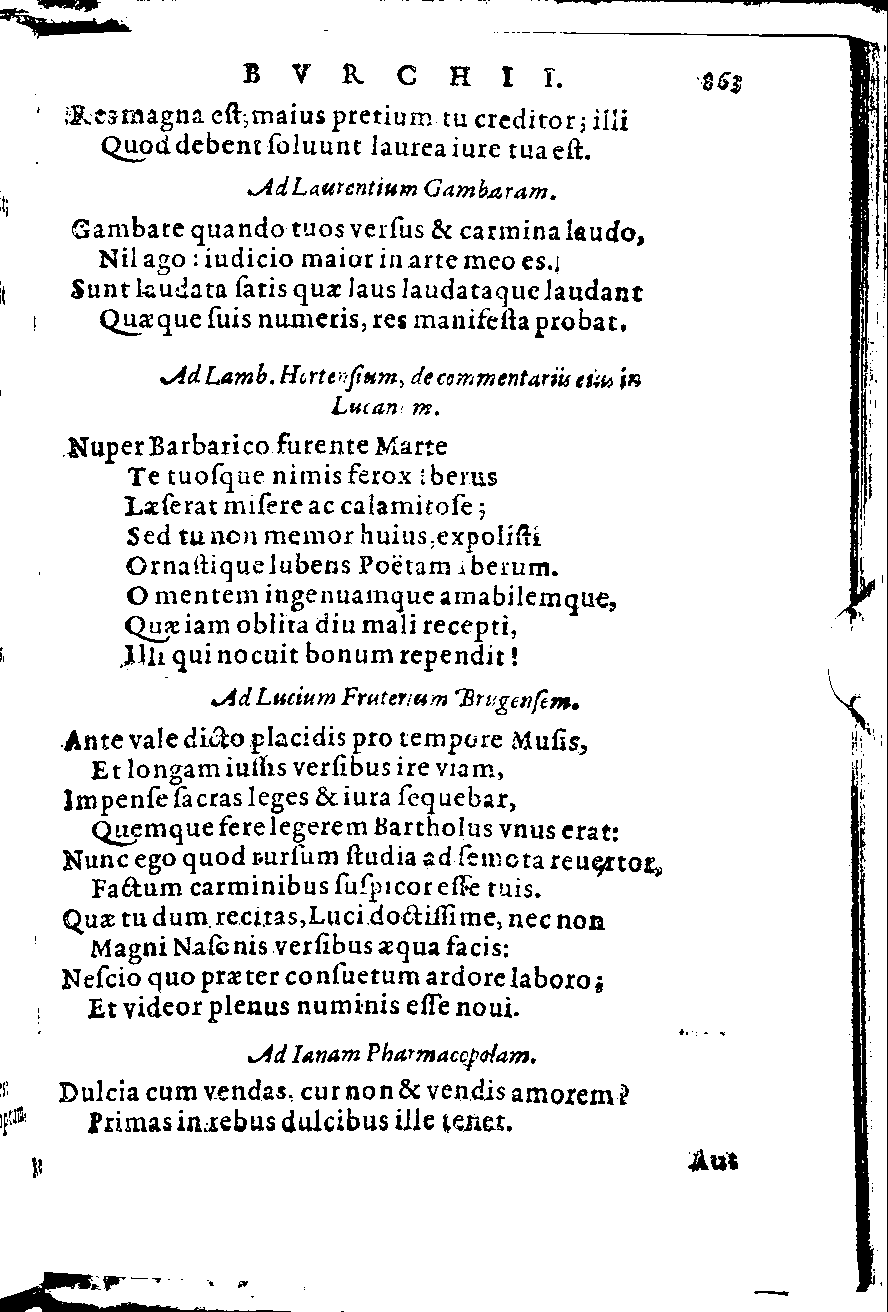 BVRCHII. 863
Res magna est, maius pretium tu creditor; illi
Quod debent soluunt laurea iure tua est.
Ad Laurentium Gambaram.
Gambare quando tuos versus & carmina laudo,
Nil ago: iudicio maior in arte meo es.
Sunt laudata satis quæ laus laudataque laudant
Quæque suis numeris, res manifesta probat.
Ad Lamb. Hortensium, de commentariis eius in
Lucanum.
Nuper Barbarico furente Marte
Te tuosque nimis ferox iberus
Læserat misere ac calamitose;
Sed tu non memor huius, expolisti
Ornastique lubens Poëtam iberum.
O mentem ingenuamque amabilemque,
Quæ iam oblita diu mali recepti,
Illi qui nocuit bonum rependit!
Ad Lucium Fruterium Brugensem.
Ante vale dicto placidis pro tempore Musis,
Et longam iussis versibus ire viam,
Impense sacras leges & iura sequebar,
Quemque fere legerem Bartholus vnus erat:
Nunc ego quod rursum studia ad semota reuertor,
Factum carminibus suspicor esse tuis.
Quæ tu dum recitas, Luci doctissime, nec non
Magni Nasonis versibus æqua facis:
Nescio quo præter consuetum ardore laboro;
Et videor plenus numinis esse noui.
Ad Ianam Pharmacopolam.
Dulcia cum vendas, cur non & vendis amorem?
Primas in rebus dulcibus ille tenet.
Aut